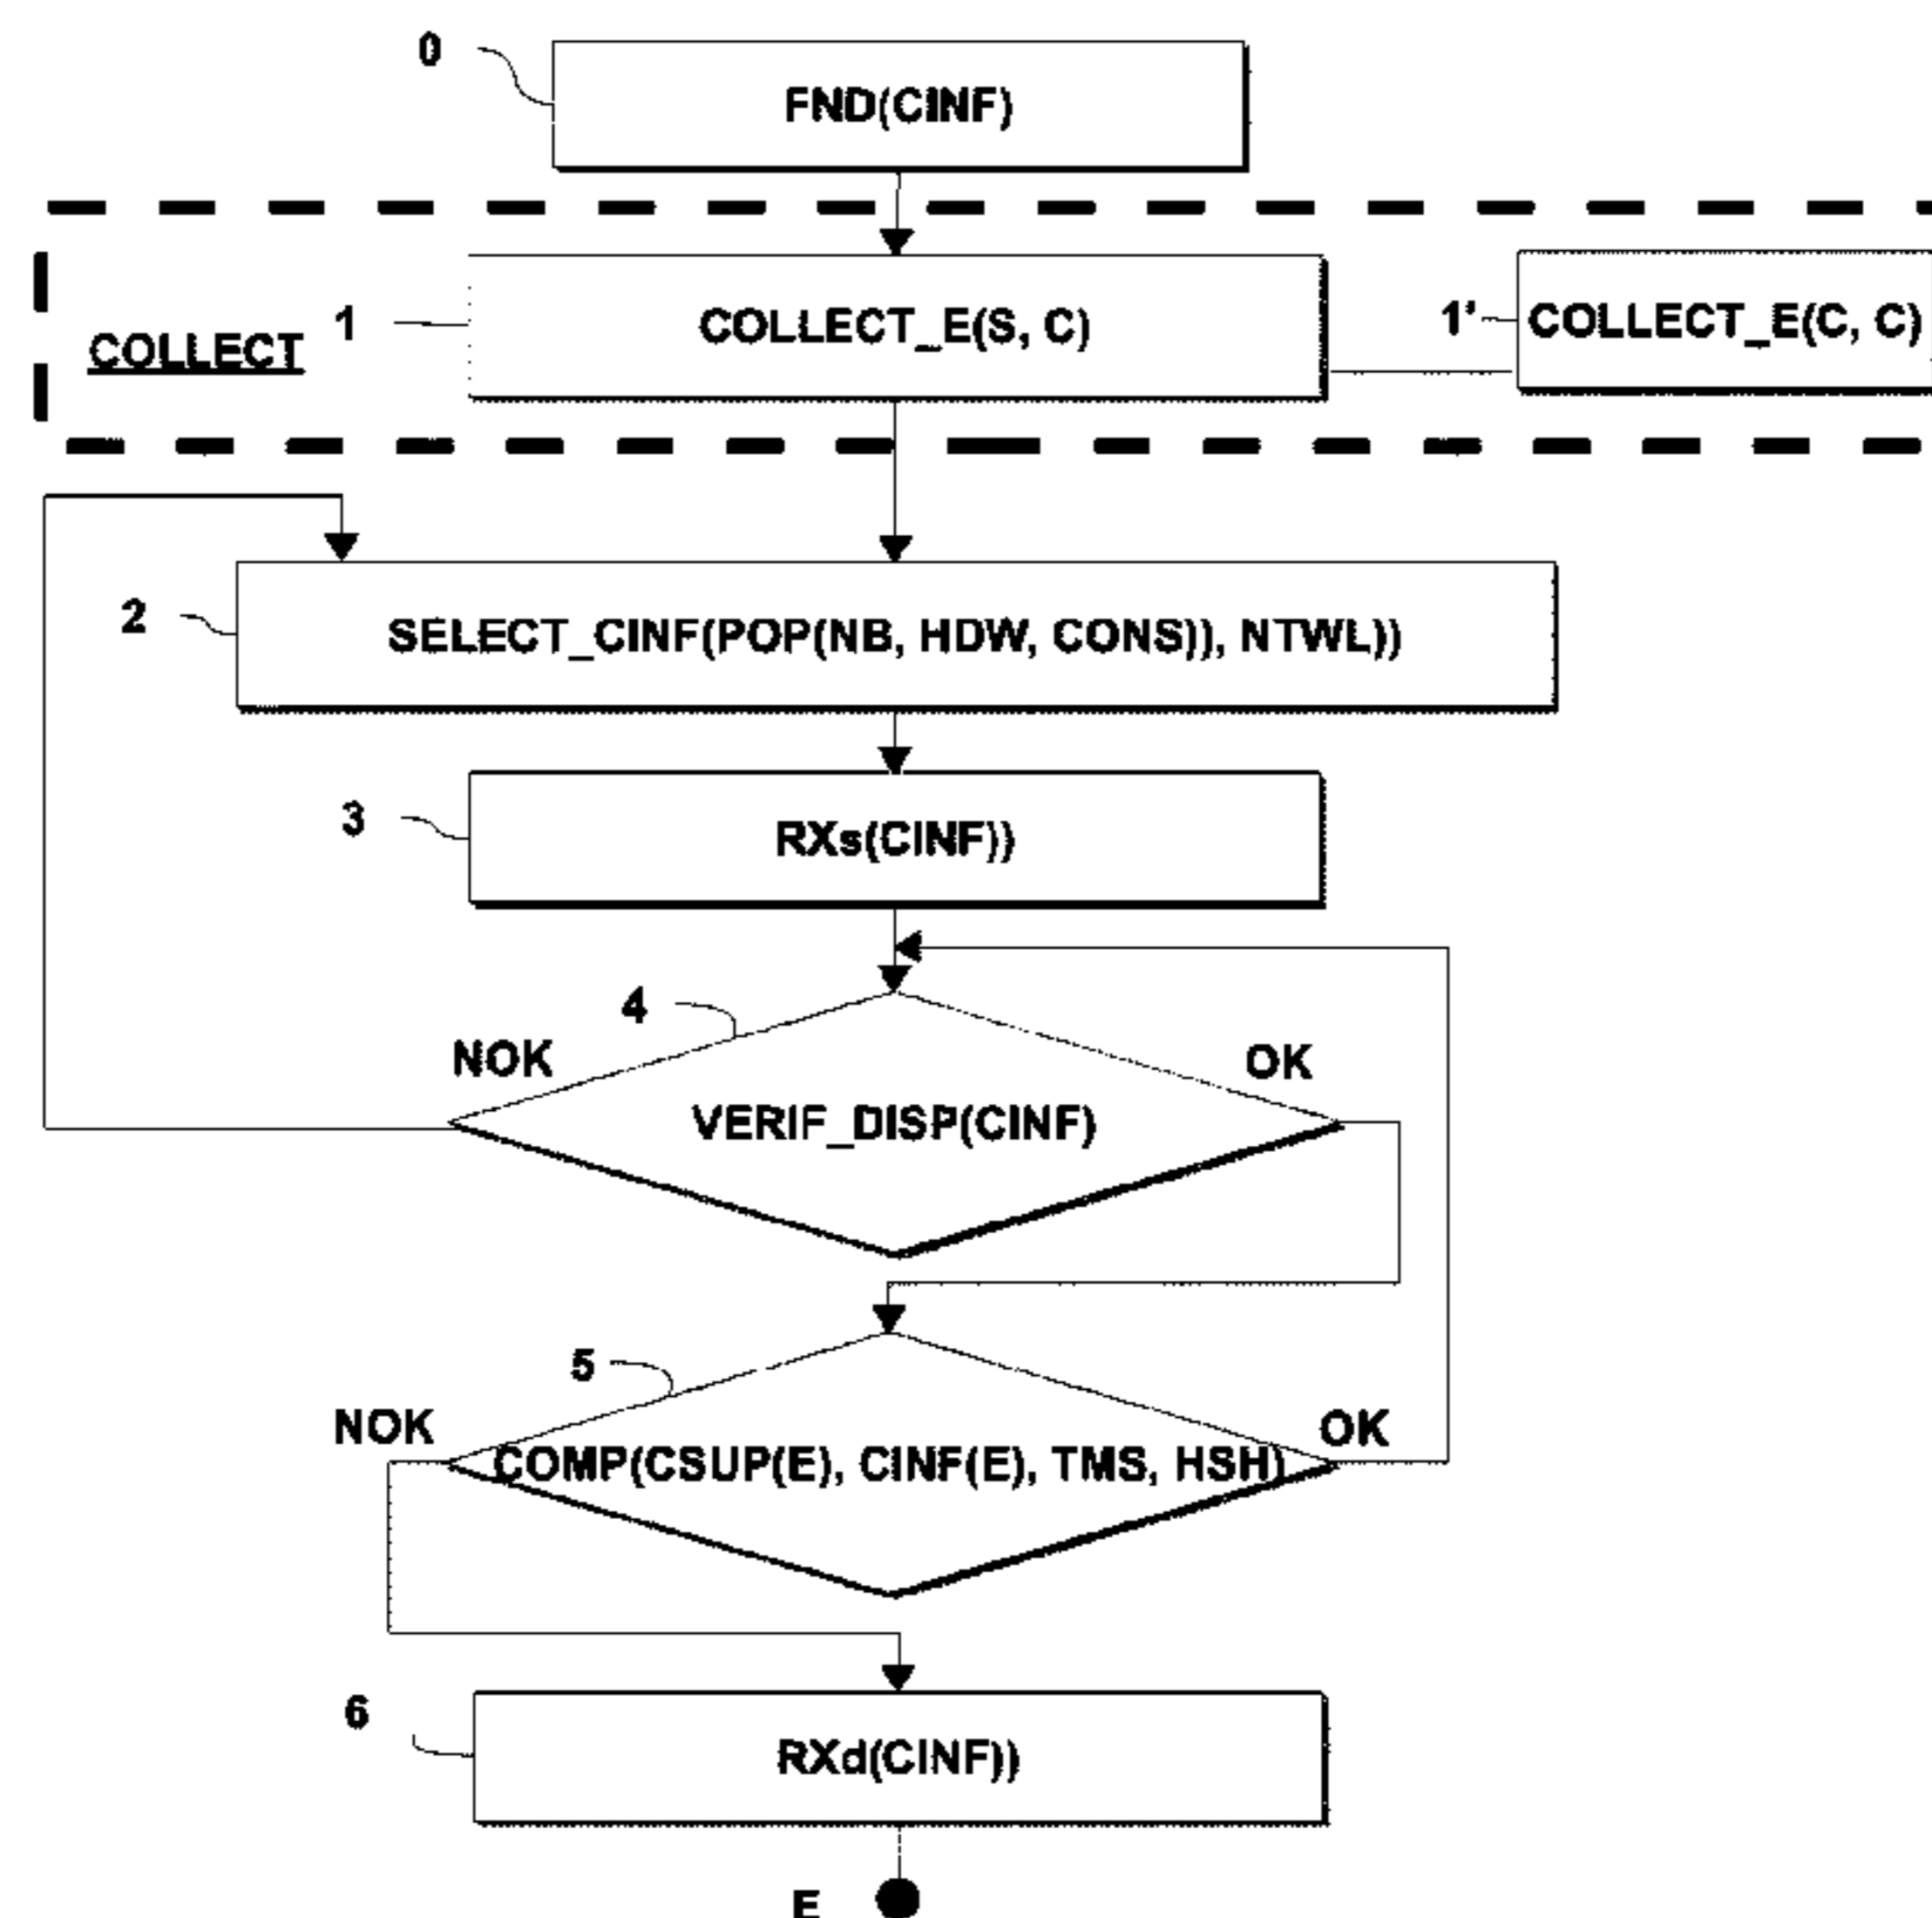 0
FND(CINF)
COLLECT
1
COLLECT_E(S, C)
1'
COLLECT_E(C, C)
2
SELECT_CINF(POP(NB, HDW, CONS)), NTWL))
3
RXs(CINF))
4
NOK
OK
VERIF_DISP(CINF)
5
NOK
OK
COMP(CSUP(E), CINF(E), TMS, HSH)
6
RXd(CINF))
E